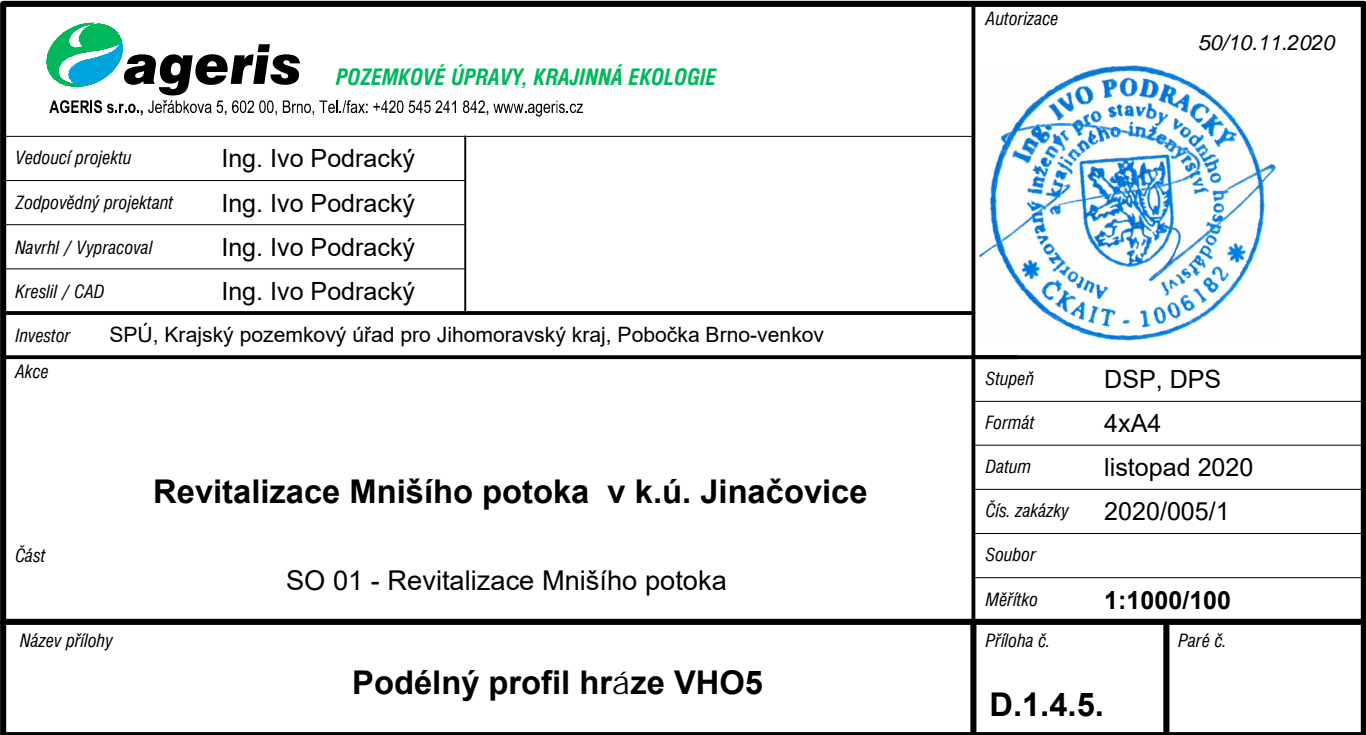 ageris
POZEMKOVÉ ÚPRAVY, KRAJINNÁ EKOLOGIE
AGERIS s.r.o., Jeřábkova 5, 602 00, Brno, Tel./fax: +420 545 241 842, www.ageris.cz
Autorizace
50/10.11.2020
Ing. IVO PODRACKÝ
Autorizovaný inženýr pro stavby vodního hospodářství
a krajinného inženýrství
ČKAIT - 1006182
Vedoucí projektu Ing. Ivo Podracký
Zodpovědný projektant Ing. Ivo Podracký
Navrhl / Vypracoval Ing. Ivo Podracký
Kreslil / CAD Ing. Ivo Podracký
Investor SPÚ, Krajský pozemkový úřad pro Jihomoravský kraj, Pobočka Brno-venkov
Akce
Revitalizace Mnišího potoka v k.ú. Jinačovice
Část
SO 01 - Revitalizace Mnišího potoka
Stupeň DSP, DPS
Formát 4xA4
Datum listopad 2020
Čís. zakázky 2020/005/1
Soubor
Měřítko 1:1000/100
Název přílohy
Podélný profil hráze VHO5
Příloha č.
D.1.4.5.
Paré č.